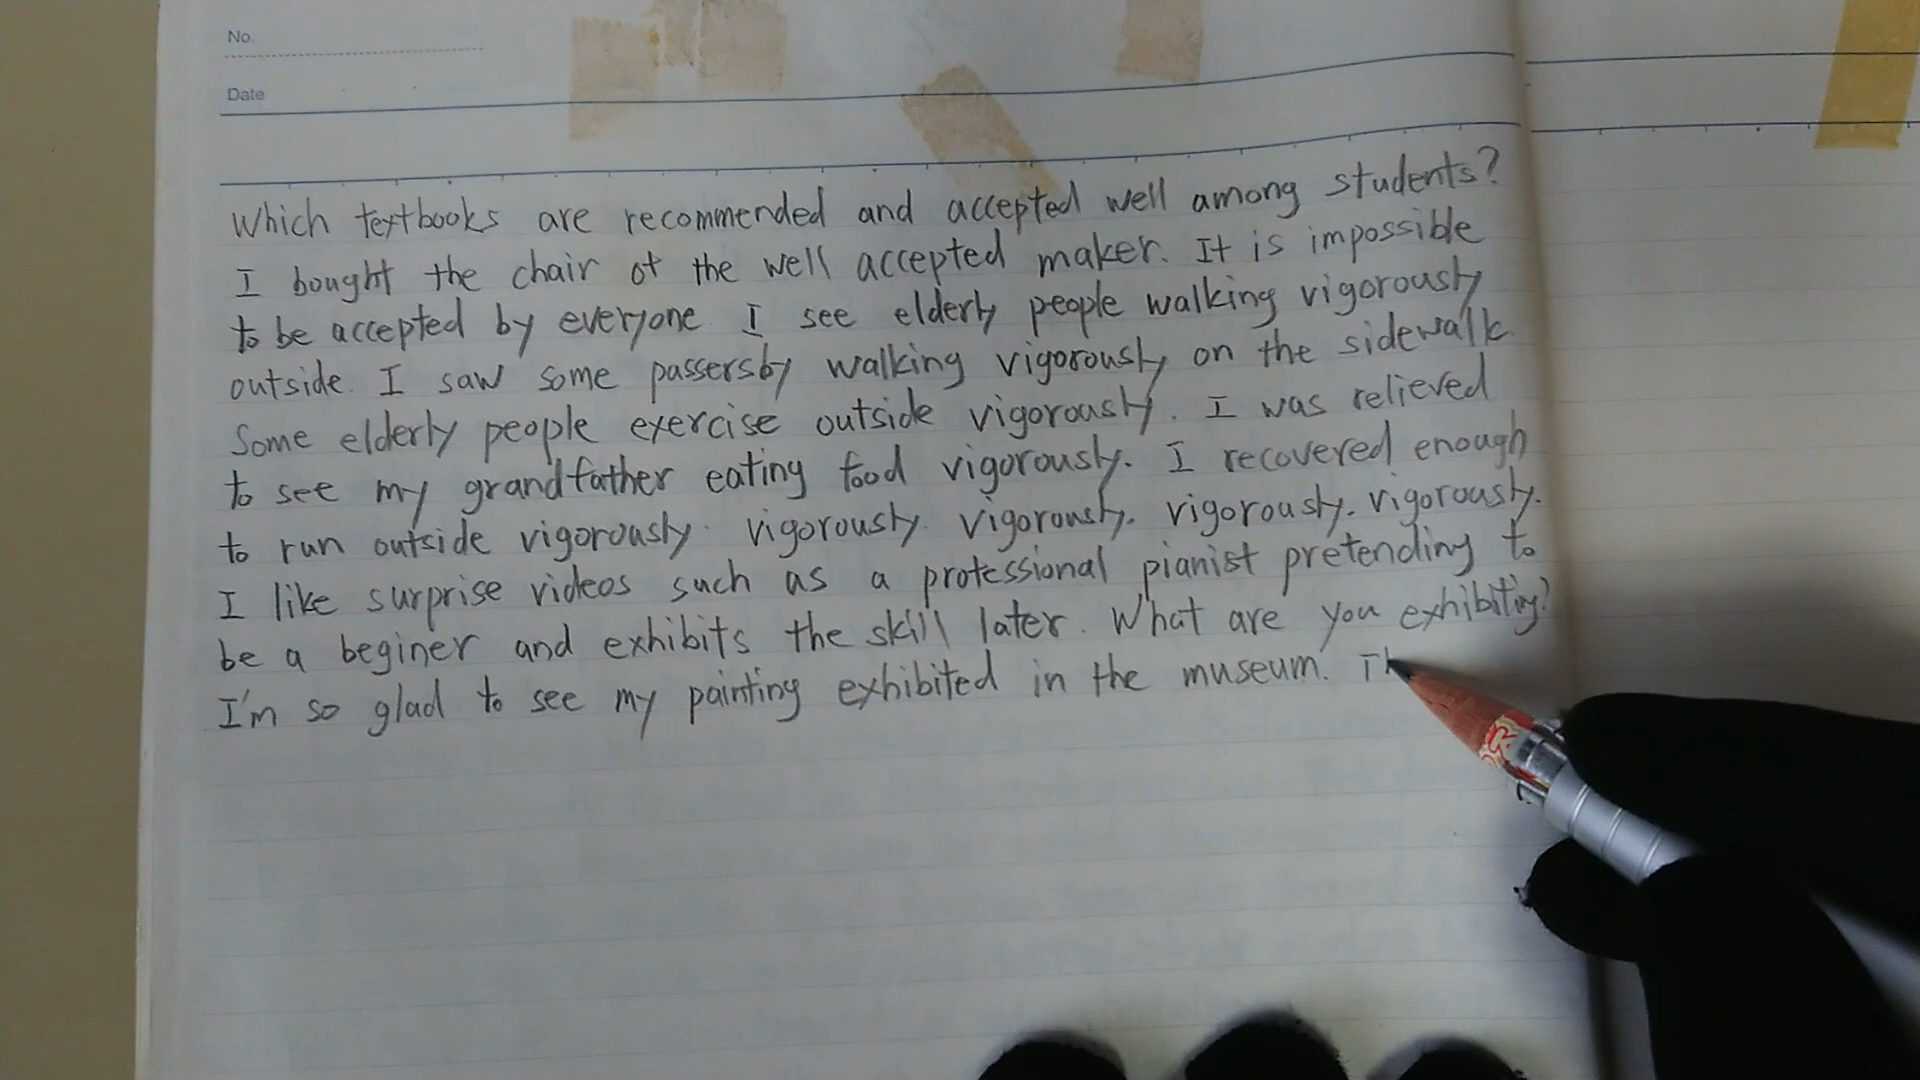 No.
Date
Which textbooks are recommended and accepted well among students?
I bought the chair of the well accepted maker. It is impossible
to be accepted by everyone. I see elderly people walking vigorously
outside. I saw some passersby walking vigorously on the sidewalk.
Some elderly people exercise outside vigorously. I was relieved
to see my grandfather eating food vigorously. I recovered enough
to run outside vigorously. vigorously. vigorously. vigorously. vigorously.
I like surprise videos such as a professional pianist pretending to
be a beginer and exhibits the skill later. What are you exhibiting?
I'm so glad to see my painting exhibited in the museum. Th